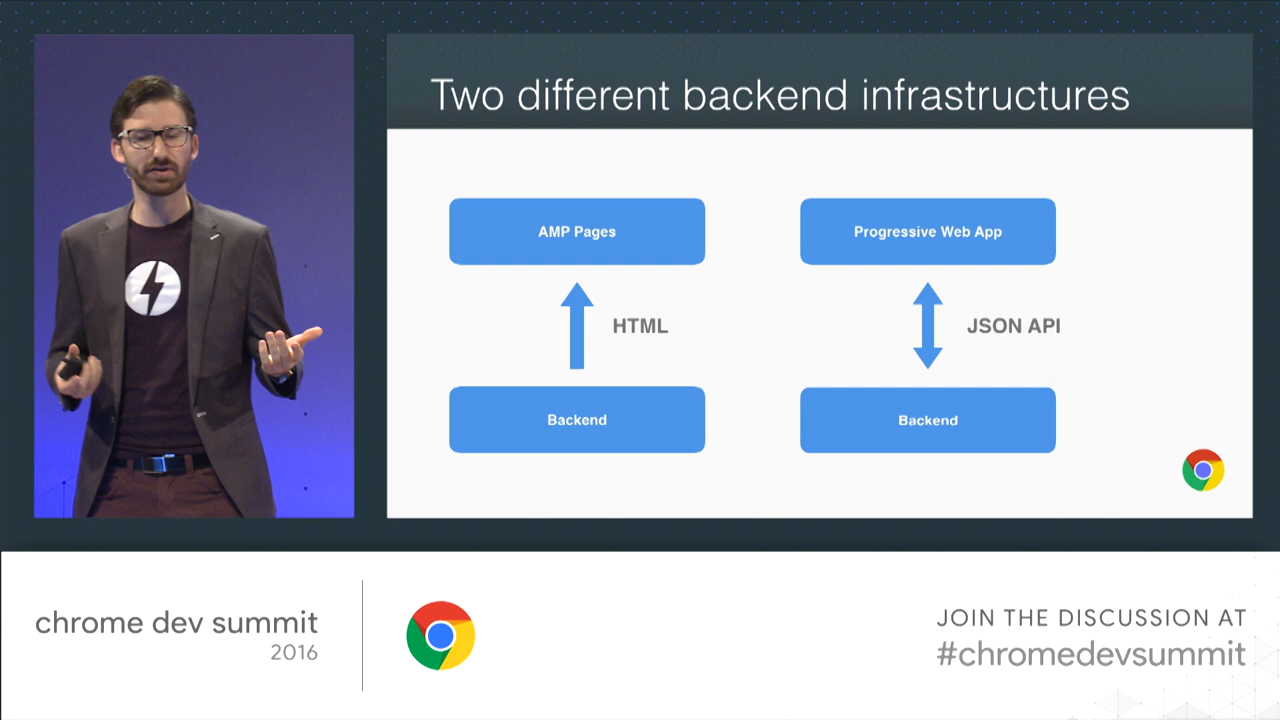 Two different backend infrastructures
AMP Pages
Progressive Web App
HTML
JSON API
Backend
Backend
chrome dev summit
2016
JOIN THE DISCUSSION AT
#chromedevsummit